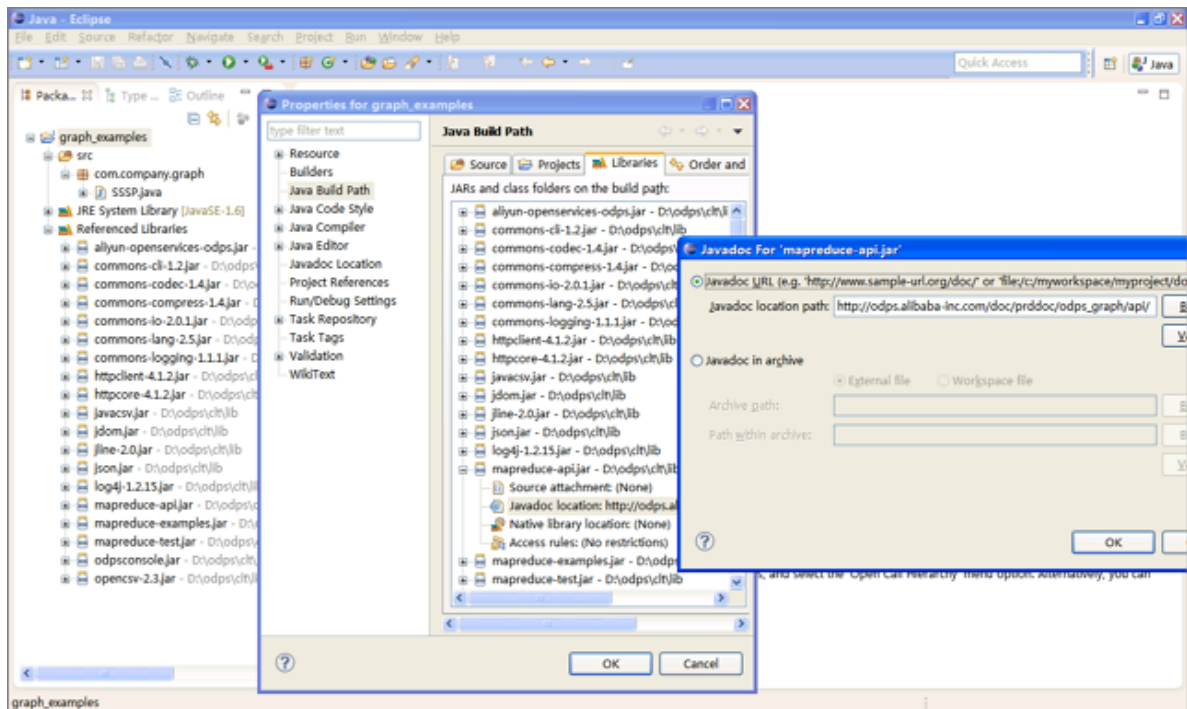 Java - Eclipse
File Edit Source Refactor Navigate Search Project Run Window Help
Quick Access
Java
Packa...
Type ...
Outline
graph_examples
src
com.company.graph
SSSP.java
JRE System Library [JavaSE-1.6]
Referenced Libraries
aliyun-openservices-odps.jar -
commons-cli-1.2.jar - D:\odps\
commons-codec-1.4.jar - D:\o
commons-compress-1.4.jar - D
commons-io-2.0.1.jar - D:\odp
commons-lang-2.5.jar - D:\odp
commons-logging-1.1.1.jar - D
httpclient-4.1.2.jar - D:\odps\clt
httpcore-4.1.2.jar - D:\odps\clt
javacsv.jar - D:\odps\clt\lib
jdom.jar - D:\odps\clt\lib
jline-2.0.jar - D:\odps\clt\lib
json.jar - D:\odps\clt\lib
log4j-1.2.15.jar - D:\odps\clt\li
mapreduce-api.jar - D:\odps\c
mapreduce-examples.jar - D:\
mapreduce-test.jar - D:\odps\
odpsconsole.jar - D:\odps\clt\
opencsv-2.3.jar - D:\odps\clt\l
Properties for graph_examples
type filter text
Resource
Builders
Java Build Path
Java Code Style
Java Compiler
Java Editor
Javadoc Location
Project References
Run/Debug Settings
Task Repository
Task Tags
Validation
WikiText
Java Build Path
Source Projects Libraries Order and
JARs and class folders on the build path:
aliyun-openservices-odps.jar - D:\odps\clt\li
commons-cli-1.2.jar - D:\odps\clt\lib
commons-codec-1.4.jar - D:\odps\
commons-compress-1.4.jar - D:\o
commons-io-2.0.1.jar - D:\odps\cl
commons-lang-2.5.jar - D:\odps\cl
commons-logging-1.1.1.jar - D:\od
httpclient-4.1.2.jar - D:\odps\clt\lib
httpcore-4.1.2.jar - D:\odps\clt\lib
javacsv.jar - D:\odps\clt\lib
jdom.jar - D:\odps\clt\lib
jline-2.0.jar - D:\odps\clt\lib
json.jar - D:\odps\clt\lib
log4j-1.2.15.jar - D:\odps\clt\lib
mapreduce-api.jar - D:\odps\clt\lib
Source attachment: (None)
Javadoc location: http://odps.al
Native library location: (None)
Access rules: (No restrictions)
mapreduce-examples.jar - D:\odps
mapreduce-test.jar - D:\odps\clt\lib
OK
Cancel
Javadoc For 'mapreduce-api.jar'
Javadoc URL (e.g. 'http://www.sample-url.org/doc/' or 'file:/c:/myworkspace/myproject/do
Javadoc location path: http://odps.alibaba-inc.com/doc/prddoc/odps_graph/api/
Javadoc in archive
External file Workspace file
Archive path:
Path within archive:
OK
s, and select the 'Open Call Hierarchy' menu option. Alternatively, you can
graph_examples